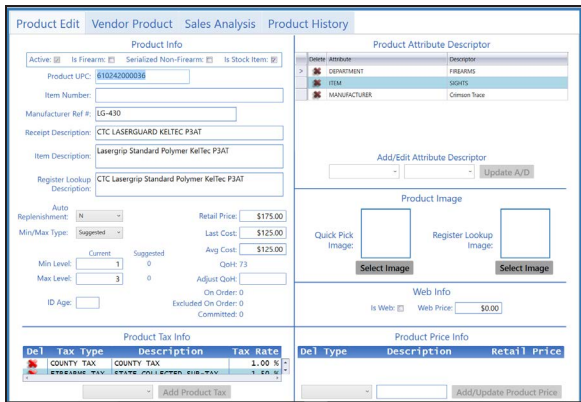 Product Edit Vendor Product Sales Analysis Product History
Product Info
Active: Is Firearm: Serialized Non-Firearm: Is Stock Item:
Product UPC: 610242000036
Item Number:
Manufacturer Ref #: LG-430
Receipt Description: CTC LASERGUARD KELTEC P3AT
Item Description: Lasergrip Standard Polymer KelTec P3AT
Register Lookup Description: CTC Lasergrip Standard Polymer KelTec P3AT
Auto Replenishment: N Retail Price: $175.00
Min/Max Type: Suggested Last Cost: $125.00
Current Suggested Avg Cost: $125.00
Min Level: 1 0 QoH: 73
Max Level: 3 0 Adjust QoH:
On Order: 0
ID Age: Excluded On Order: 0
Committed: 0
Product Tax Info
Del Tax Type Description Tax Rate
COUNTY TAX COUNTY TAX 1.00 %
FIREARMS TAX STATE COLLECTED SUB-TAX 1.50 %
Add Product Tax
Product Attribute Descriptor
Delete Attribute Descriptor
> DEPARTMENT FIREARMS
ITEM SIGHTS
MANUFACTURER Crimson Trace
Add/Edit Attribute Descriptor
Update A/D
Product Image
Quick Pick Image: Register Lookup Image:
Select Image Select Image
Web Info
Is Web: Web Price: $0.00
Product Price Info
Del Type Description Retail Price
Add/Update Product Price